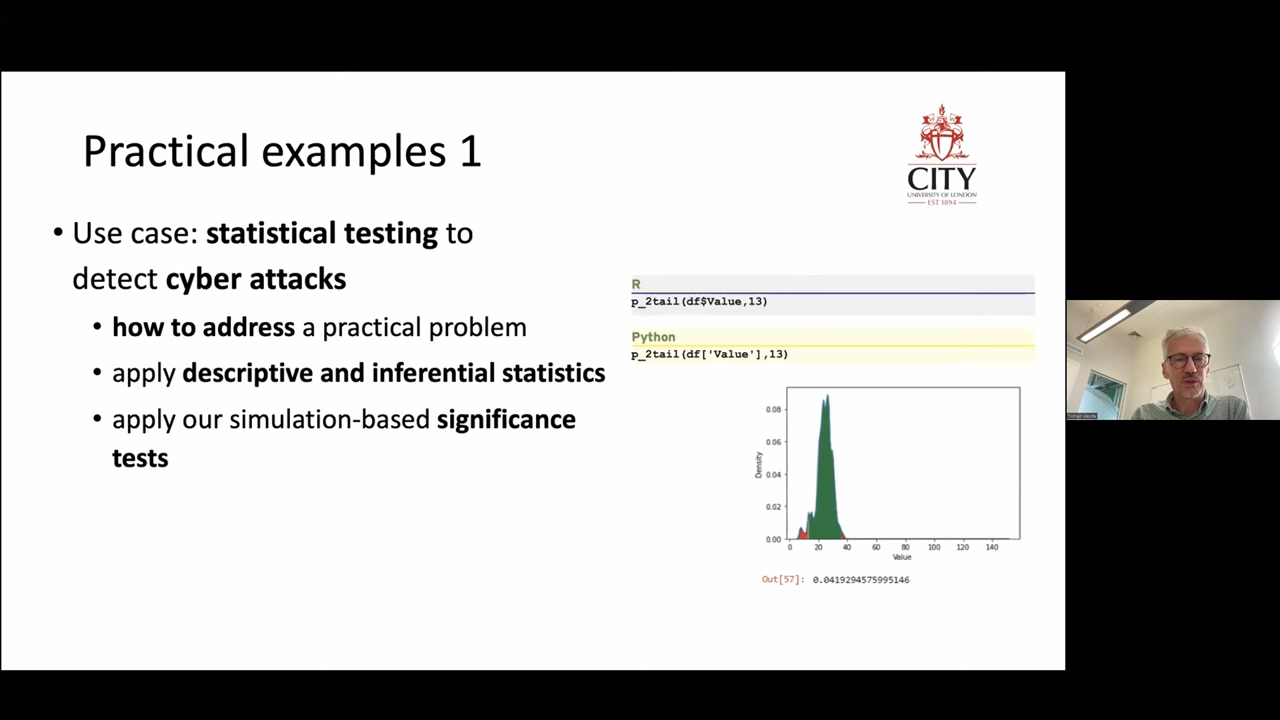 Practical examples 1
CITY
UNIVERSITY OF LONDON
EST 1894
• Use case: statistical testing to
detect cyber attacks
• how to address a practical problem
• apply descriptive and inferential statistics
• apply our simulation-based significance
tests
R
p_2tail(df$Value,13)
Python
p_2tail(df['Value'],13)
0.08
0.06
0.04
0.02
0.00
Density
0 20 40 60 80 100 120 140
Value
Out[57]: 0.0419294575995146